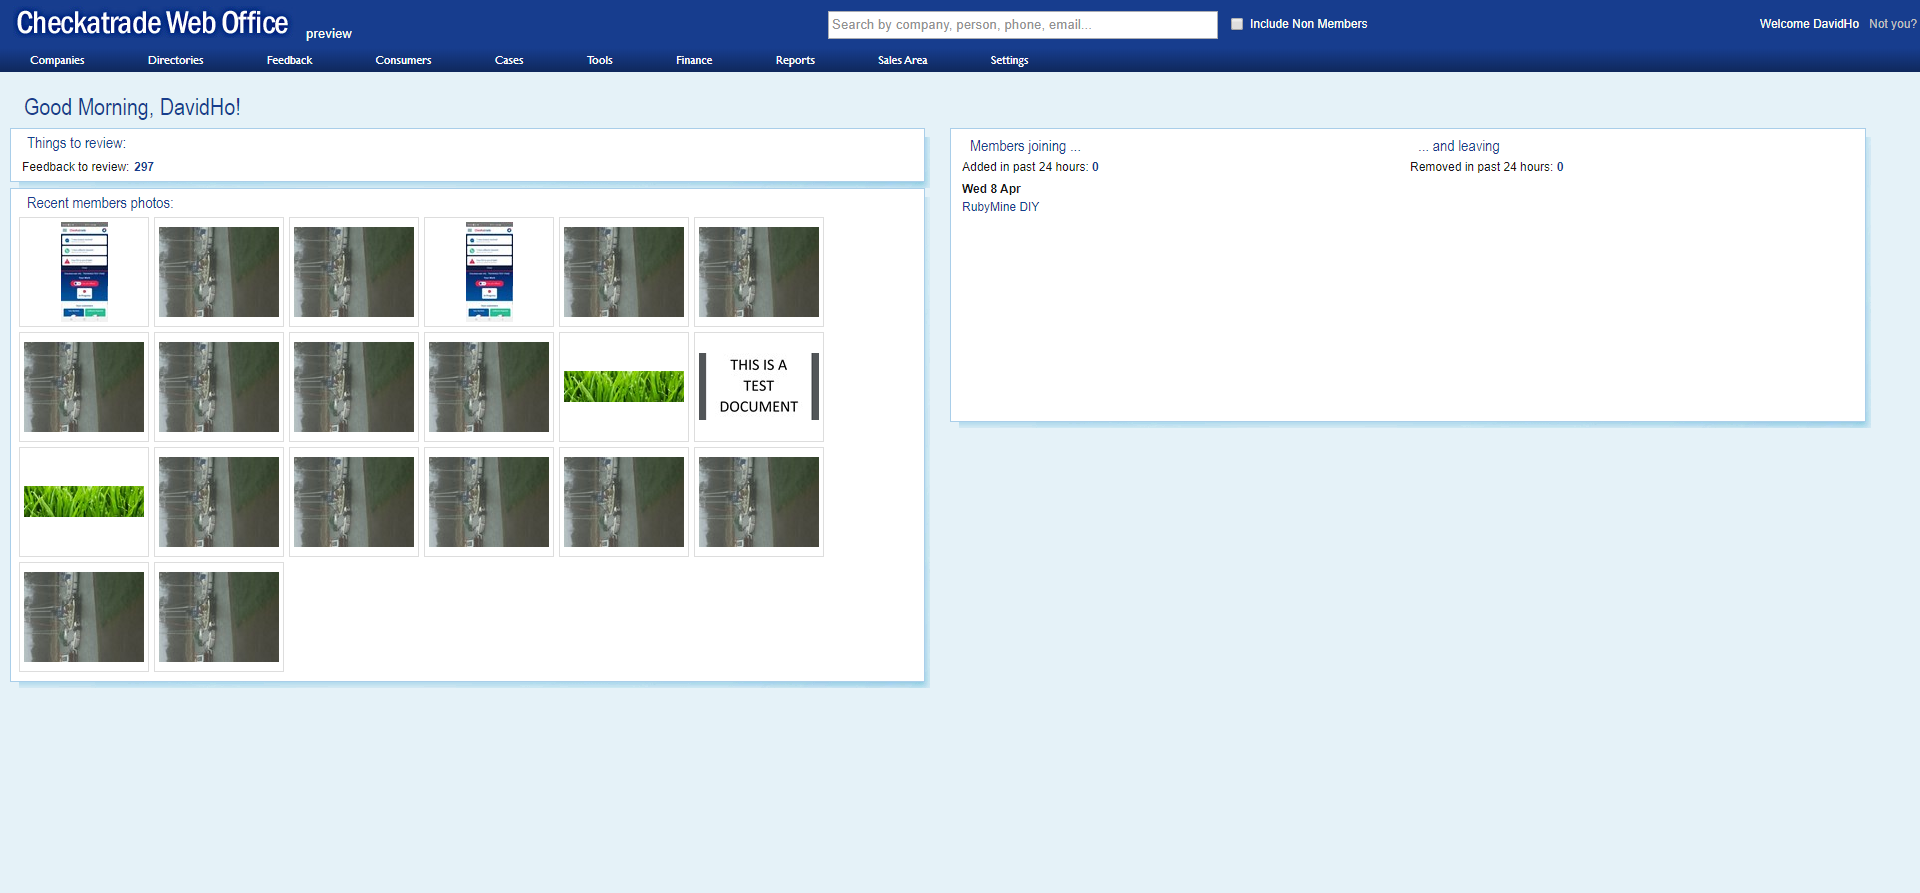 Checkatrade Web Office
preview
Include Non Members
Search by company, person, phone, email...
Welcome DavidHo Not you?
Companies Directories Feedback Consumers Cases Tools Finance Reports Sales Area Settings
Good Morning, DavidHo!
Things to review:
Feedback to review: 297
Recent members photos:
THIS IS A
TEST
DOCUMENT
Members joining ...
Added in past 24 hours: 0
Wed 8 Apr
RubyMine DIY
... and leaving
Removed in past 24 hours: 0